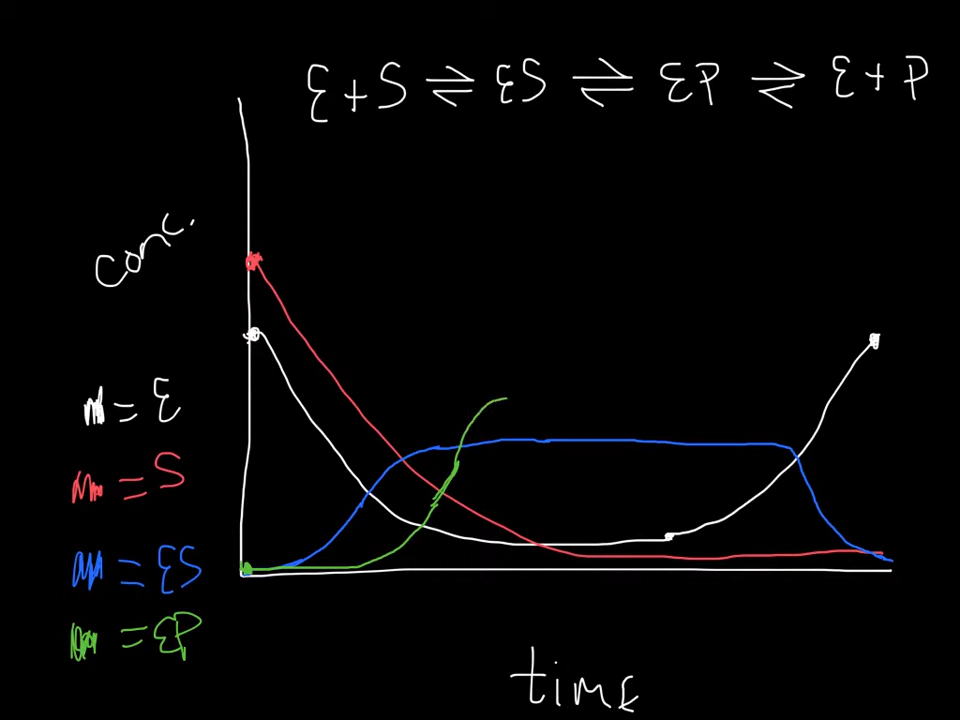 E+S ⇌ ES ⇌ EP ⇌ E+P
conc.
= E
= S
= ES
= EP
time